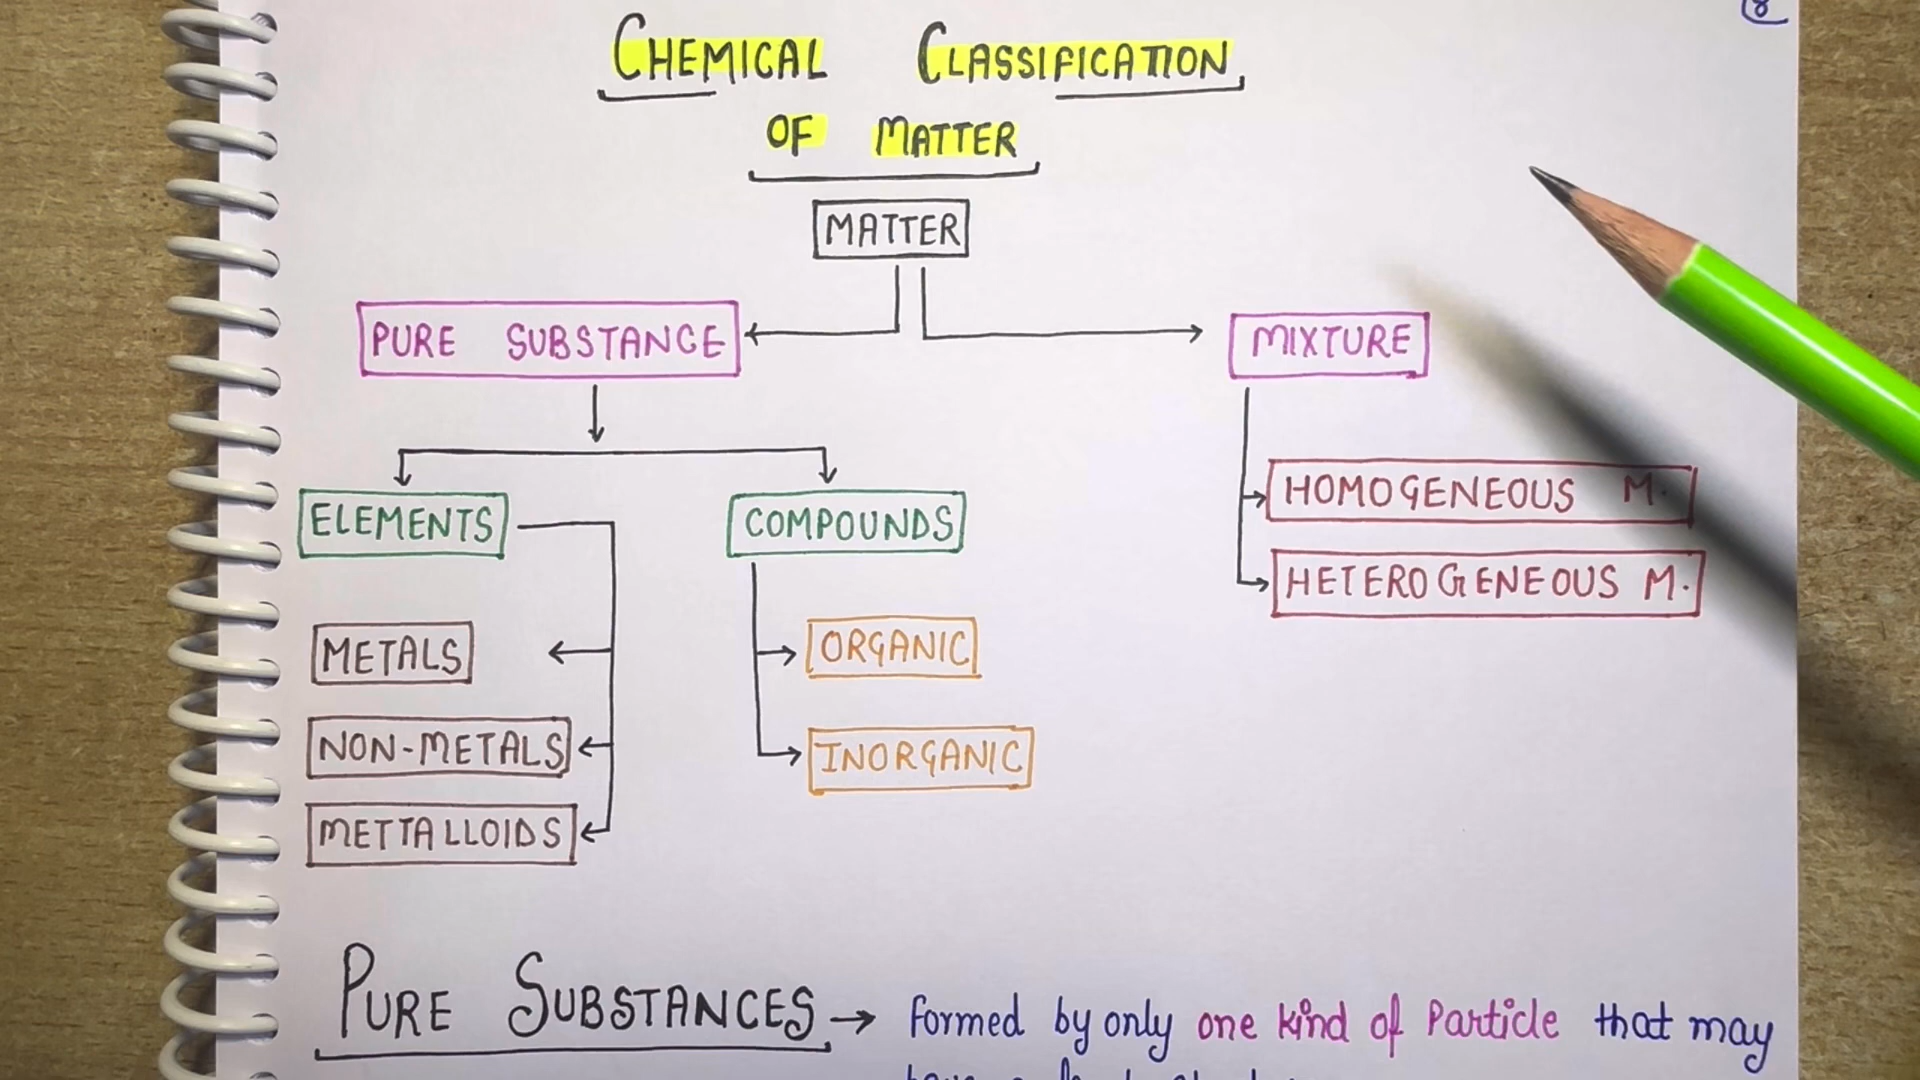 8
CHEMICAL CLASSIFICATION
OF MATTER
MATTER
PURE SUBSTANCE
MIXTURE
ELEMENTS
COMPOUNDS
HOMOGENEOUS M.
HETEROGENEOUS M.
METALS
NON-METALS
METTALLOIDS
ORGANIC
INORGANIC
PURE SUBSTANCES → formed by only one kind of Particle that may